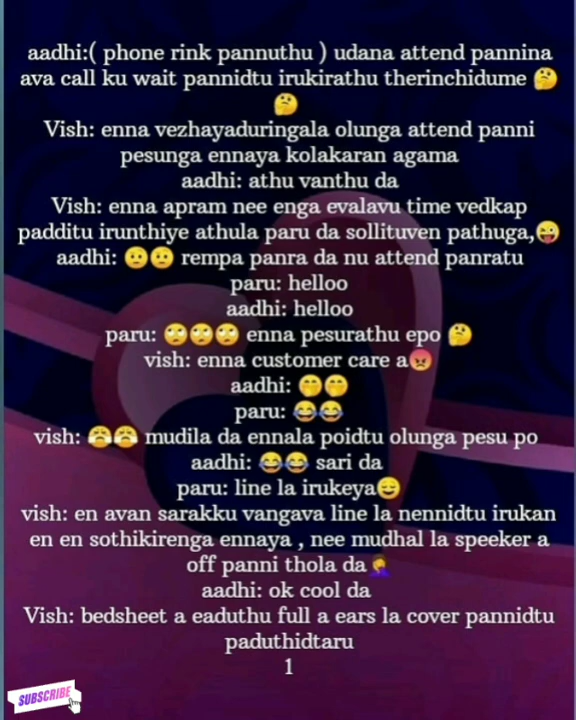 aadhi:( phone rink pannuthu ) udana attend pannina
ava call ku wait pannidtu irukirathu therinchidume 🤔
🤔
Vish: enna vezhayaduringala olunga attend panni
pesunga ennaya kolakaran agama
aadhi: athu vanthu da
Vish: enna apram nee enga evalavu time vedkap
padditu irunthiye athula paru da sollituven pathuga,😜
aadhi: 😐😐 rempa panra da nu attend panratu
paru: helloo
aadhi: helloo
paru: 🙄🙄🙄 enna pesurathu epo 🤔
vish: enna customer care a😡
aadhi: 🤭🤭
paru: 😂😂
vish: 😤😤 mudila da ennala poidtu olunga pesu po
aadhi: 😂😂 sari da
paru: line la irukeya😌
vish: en avan sarakku vangava line la nennidtu irukan
en en sothikirenga ennaya , nee mudhal la speeker a
off panni thola da🤦‍♀️
aadhi: ok cool da
Vish: bedsheet a eaduthu full a ears la cover pannidtu
paduthidtaru
1
SUBSCRIBE